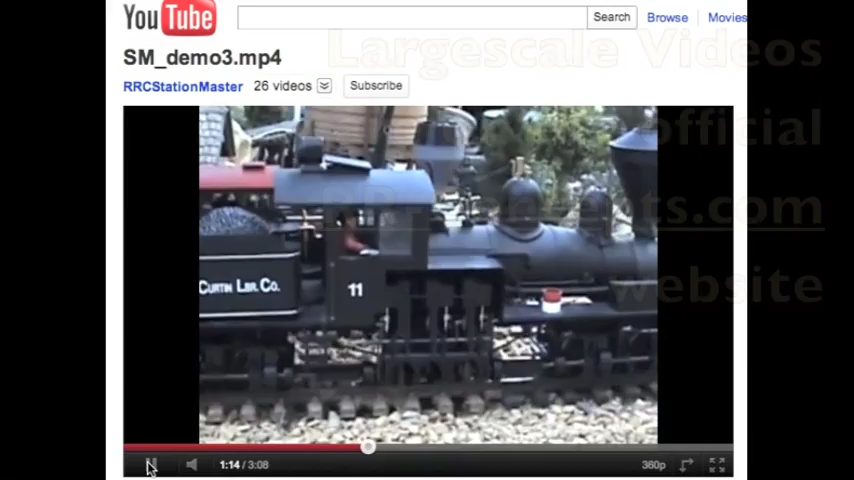 YouTube
Search
Browse
Movies
Largescale Videos
SM_demo3.mp4
RRCStationMaster
26 videos
Subscribe
official
CURTIN LBR. CO.
11
website
1:14 / 3:08
360p